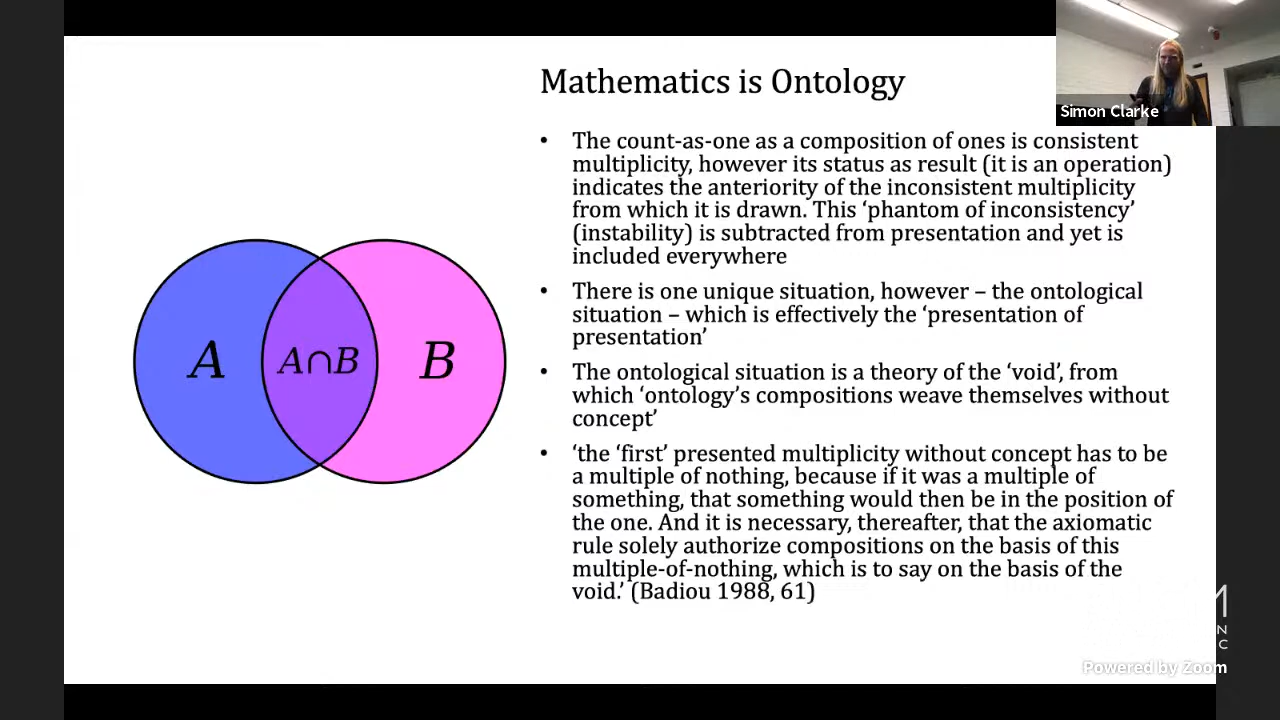 Mathematics is Ontology
Simon Clarke
• The count-as-one as a composition of ones is consistent
multiplicity, however its status as result (it is an operation)
indicates the anteriority of the inconsistent multiplicity
from which it is drawn. This ‘phantom of inconsistency’
(instability) is subtracted from presentation and yet is
included everywhere
• There is one unique situation, however – the ontological
situation – which is effectively the ‘presentation of
presentation’
• The ontological situation is a theory of the ‘void’, from
which ‘ontology’s compositions weave themselves without
concept’
• ‘the ‘first’ presented multiplicity without concept has to be
a multiple of nothing, because if it was a multiple of
something, that something would then be in the position of
the one. And it is necessary, thereafter, that the axiomatic
rule solely authorize compositions on the basis of this
multiple-of-nothing, which is to say on the basis of the
void.’ (Badiou 1988, 61)
A A∩B B
M
N
C
Powered by Zoom